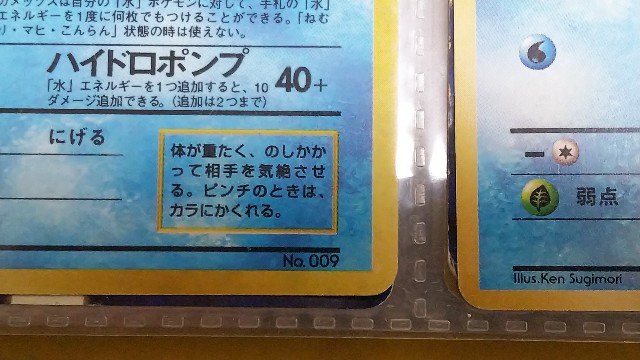 メックスは自分の「水」ポケモンに対して、手札の「水」
エネルギーを1度に何枚でもつけることができる。「ねむ
り・マヒ・こんらん」状態の時は使えない。
ハイドロポンプ
40+
「水」エネルギーを1つ追加すると、10
ダメージ追加できる。(追加は2つまで)
にげる
体が重たく、のしかか
って相手を気絶させ
る。ピンチのときは、
カラにかくれる。
No. 009
弱点
Illus. Ken Sugimori